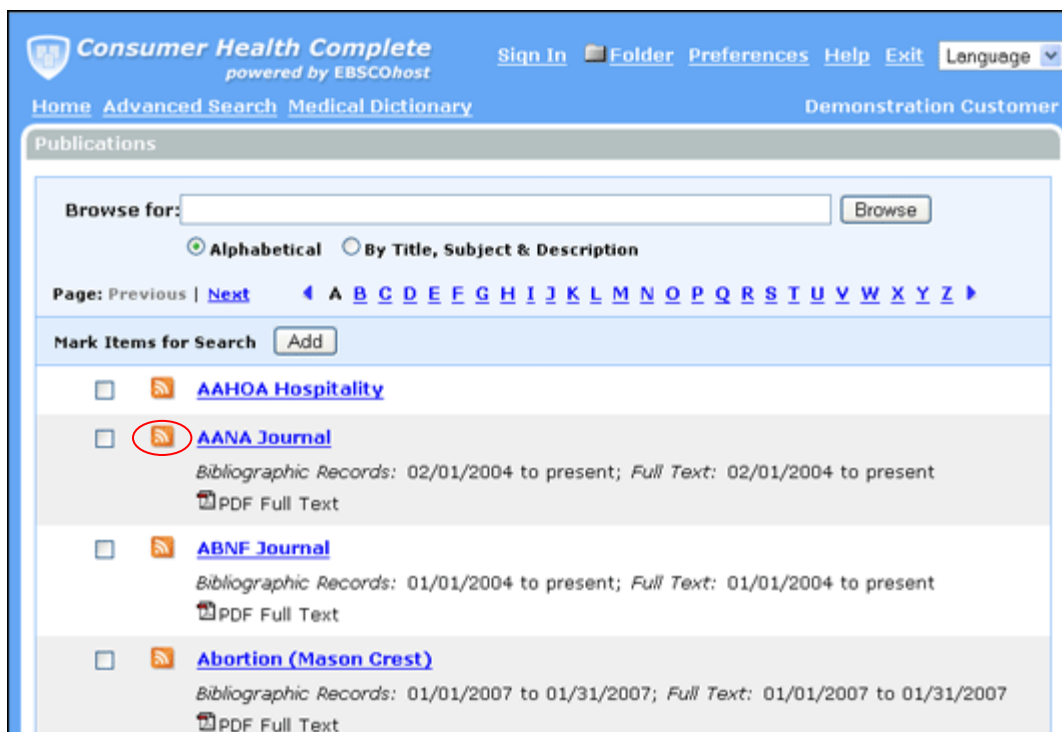 Consumer Health Complete
powered by EBSCOhost
Sign In Folder Preferences Help Exit Language
Home Advanced Search Medical Dictionary
Demonstration Customer
Publications
Browse for: Browse
Alphabetical By Title, Subject & Description
Page: Previous | Next A B C D E F G H I J K L M N O P Q R S T U V W X Y Z
Mark Items for Search Add
AAHOA Hospitality
AANA Journal
Bibliographic Records: 02/01/2004 to present; Full Text: 02/01/2004 to present
PDF Full Text
ABNF Journal
Bibliographic Records: 01/01/2004 to present; Full Text: 01/01/2004 to present
PDF Full Text
Abortion (Mason Crest)
Bibliographic Records: 01/01/2007 to 01/31/2007; Full Text: 01/01/2007 to 01/31/2007
PDF Full Text